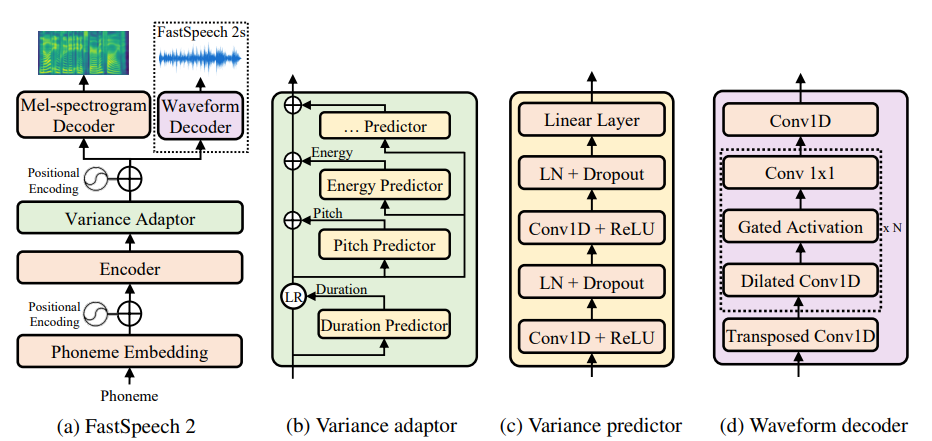 FastSpeech 2s
Mel-spectrogram
Decoder
Waveform
Decoder
Positional
Encoding
Variance Adaptor
Encoder
Positional
Encoding
Phoneme Embedding
Phoneme
(a) FastSpeech 2
… Predictor
Energy
Energy Predictor
Pitch
Pitch Predictor
LR
Duration
Duration Predictor
(b) Variance adaptor
Linear Layer
LN + Dropout
Conv1D + ReLU
LN + Dropout
Conv1D + ReLU
(c) Variance predictor
Conv1D
Conv 1x1
Gated Activation
x N
Dilated Conv1D
Transposed Conv1D
(d) Waveform decoder